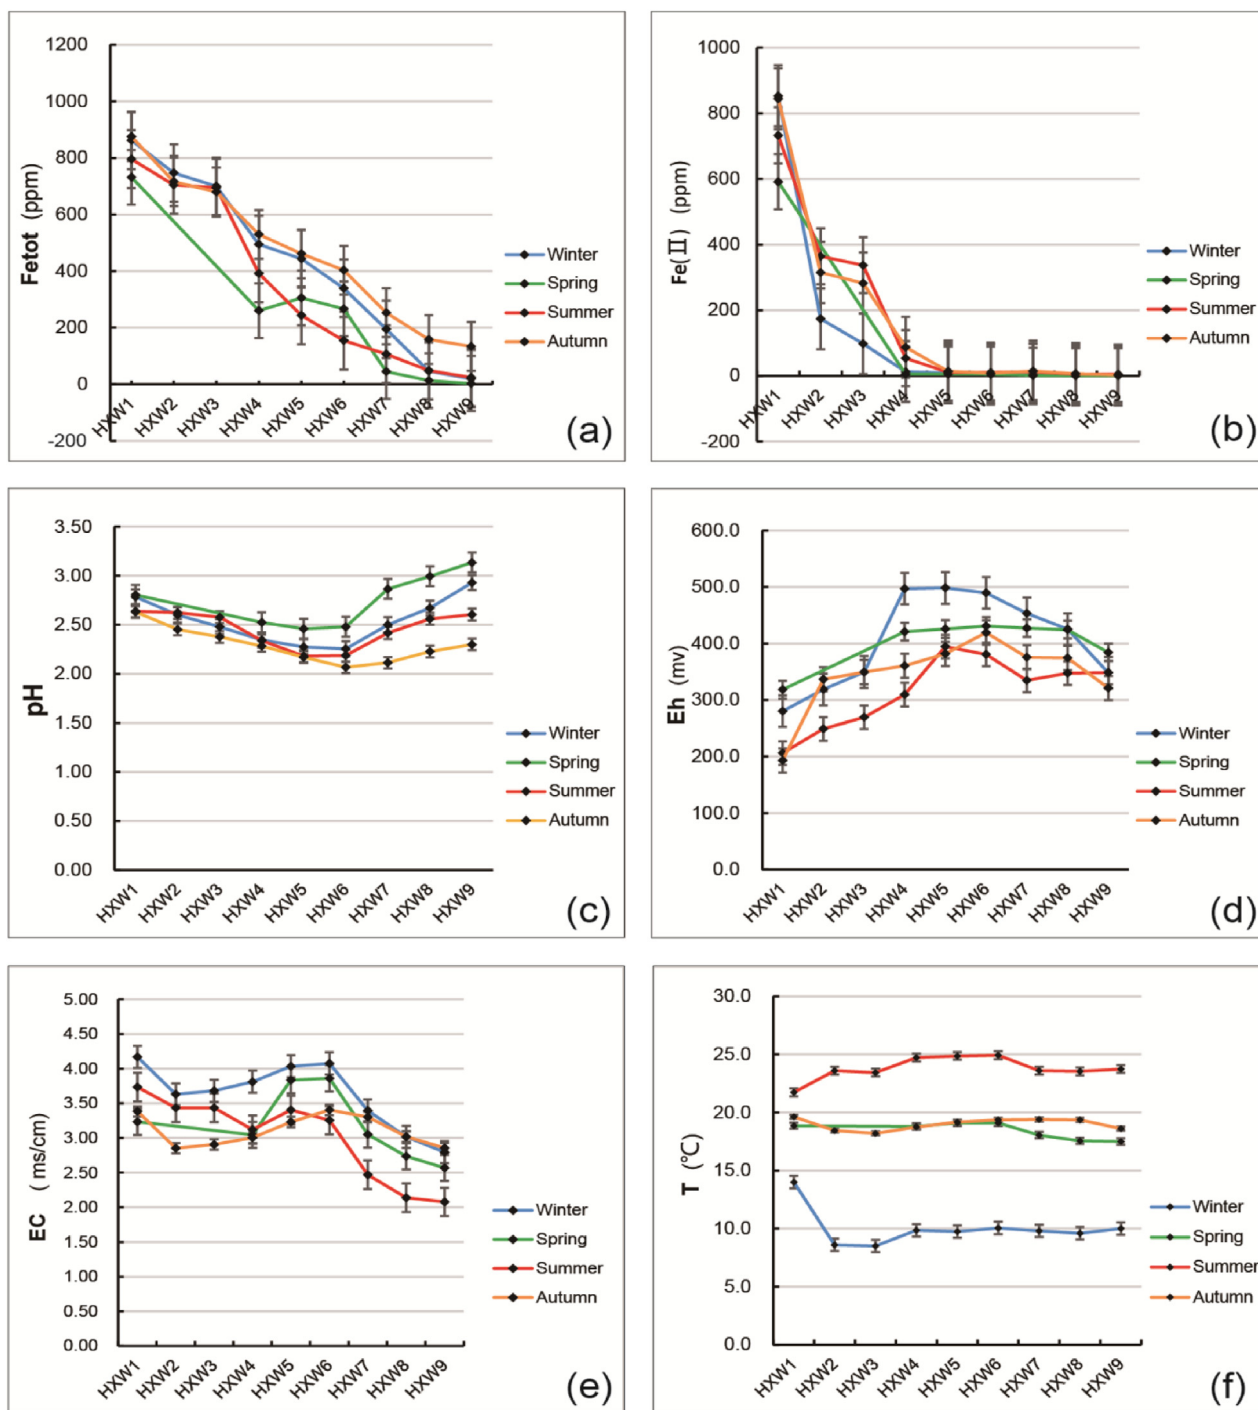 1200
1000
800
600
400
200
0
-200
Fetot (ppm)
HXW1 HXW2 HXW3 HXW4 HXW5 HXW6 HXW7 HXW8 HXW9
Winter
Spring
Summer
Autumn
(a)
1000
800
600
400
200
0
-200
Fe(Ⅱ) (ppm)
HXW1 HXW2 HXW3 HXW4 HXW5 HXW6 HXW7 HXW8 HXW9
Winter
Spring
Summer
Autumn
(b)
3.50
3.00
2.50
2.00
1.50
1.00
0.50
0.00
pH
HXW1 HXW2 HXW3 HXW4 HXW5 HXW6 HXW7 HXW8 HXW9
Winter
Spring
Summer
Autumn
(c)
600.0
500.0
400.0
300.0
200.0
100.0
0.0
Eh (mv)
HXW1 HXW2 HXW3 HXW4 HXW5 HXW6 HXW7 HXW8 HXW9
Winter
Spring
Summer
Autumn
(d)
5.00
4.50
4.00
3.50
3.00
2.50
2.00
1.50
1.00
0.50
0.00
EC ( ms/cm)
HXW1 HXW2 HXW3 HXW4 HXW5 HXW6 HXW7 HXW8 HXW9
Winter
Spring
Summer
Autumn
(e)
30.0
25.0
20.0
15.0
10.0
5.0
0.0
T (℃)
HXW1 HXW2 HXW3 HXW4 HXW5 HXW6 HXW7 HXW8 HXW9
Winter
Spring
Summer
Autumn
(f)